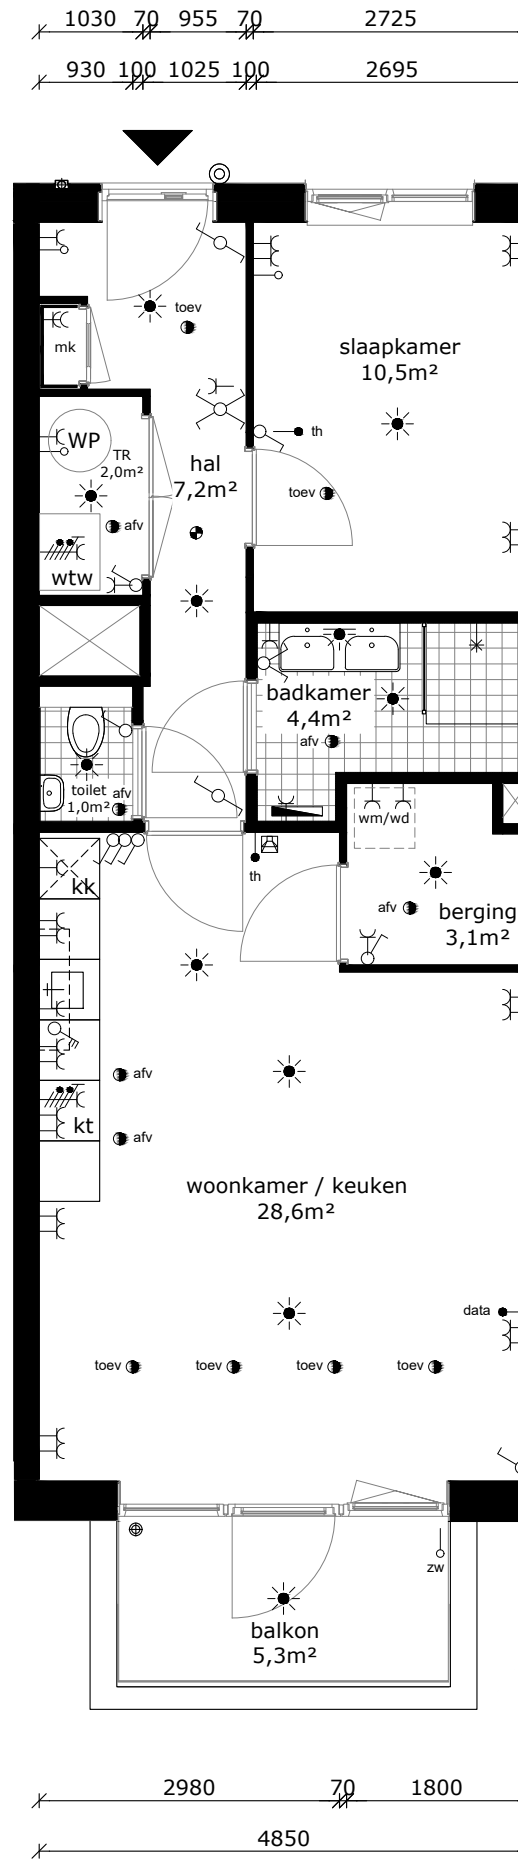 1030 70 955 70 2725
930 100 1025 100 2695
toev
mk
slaapkamer
10,5m²
th
WP
TR
2,0m²
hal
7,2m²
toev
afv
wtw
badkamer
4,4m²
afv
toilet
1,0m²
afv
wm/wd
kk
th
afv
berging
3,1m²
afv
kt
afv
woonkamer / keuken
28,6m²
data
toev toev toev toev
zw
balkon
5,3m²
2980 70 1800
4850